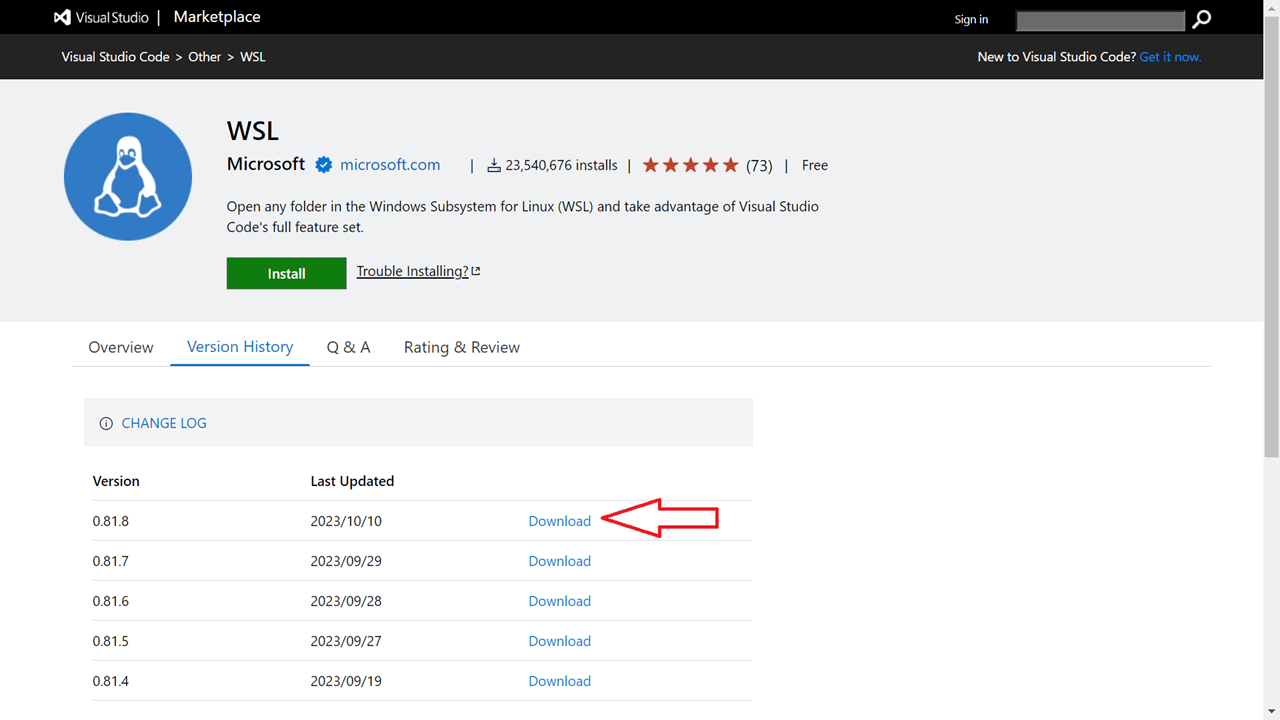 Visual Studio | Marketplace
Sign in
Visual Studio Code > Other > WSL
New to Visual Studio Code? Get it now.
WSL
Microsoft microsoft.com | 23,540,676 installs | (73) | Free
Open any folder in the Windows Subsystem for Linux (WSL) and take advantage of Visual Studio
Code's full feature set.
Install Trouble Installing?
Overview Version History Q & A Rating & Review
CHANGE LOG
Version Last Updated
0.81.8 2023/10/10 Download
0.81.7 2023/09/29 Download
0.81.6 2023/09/28 Download
0.81.5 2023/09/27 Download
0.81.4 2023/09/19 Download